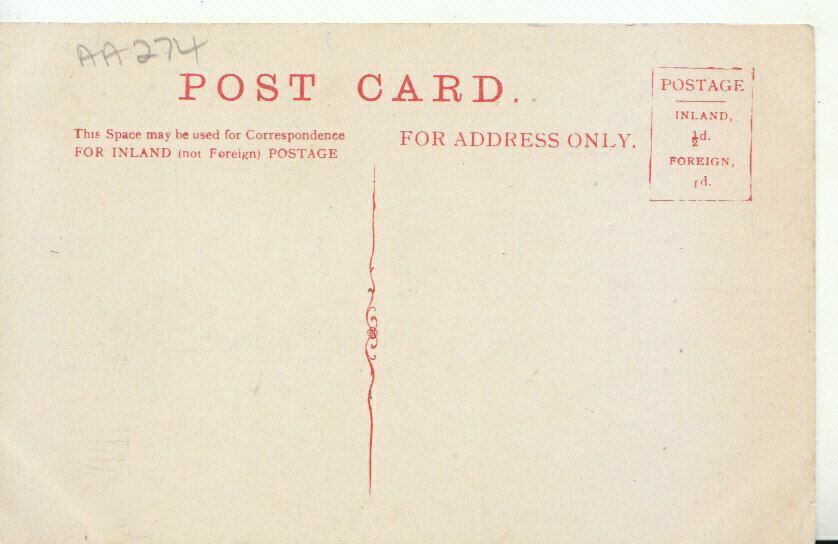 AA274
POST CARD.
This Space may be used for Correspondence
FOR INLAND (not Foreign) POSTAGE
FOR ADDRESS ONLY.
POSTAGE
INLAND,
½d.
FOREIGN,
1d.